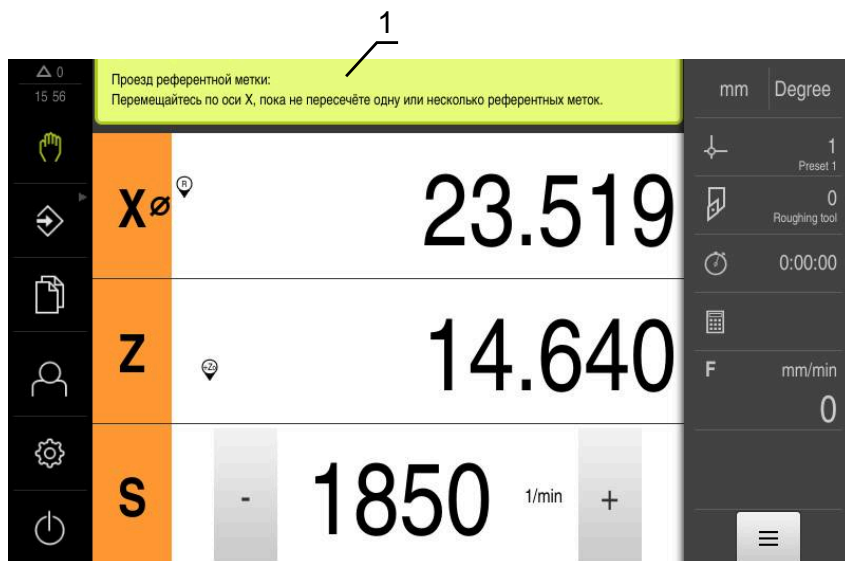 1
0
15 56
Проезд референтной метки:
Перемещайтесь по оси X, пока не пересечёте одну или несколько референтных меток.
mm Degree
X⌀ R 23.519
1
Preset 1
0
Roughing tool
0:00:00
Z +Zo 14.640
F mm/min
0
S - 1850 1/min +